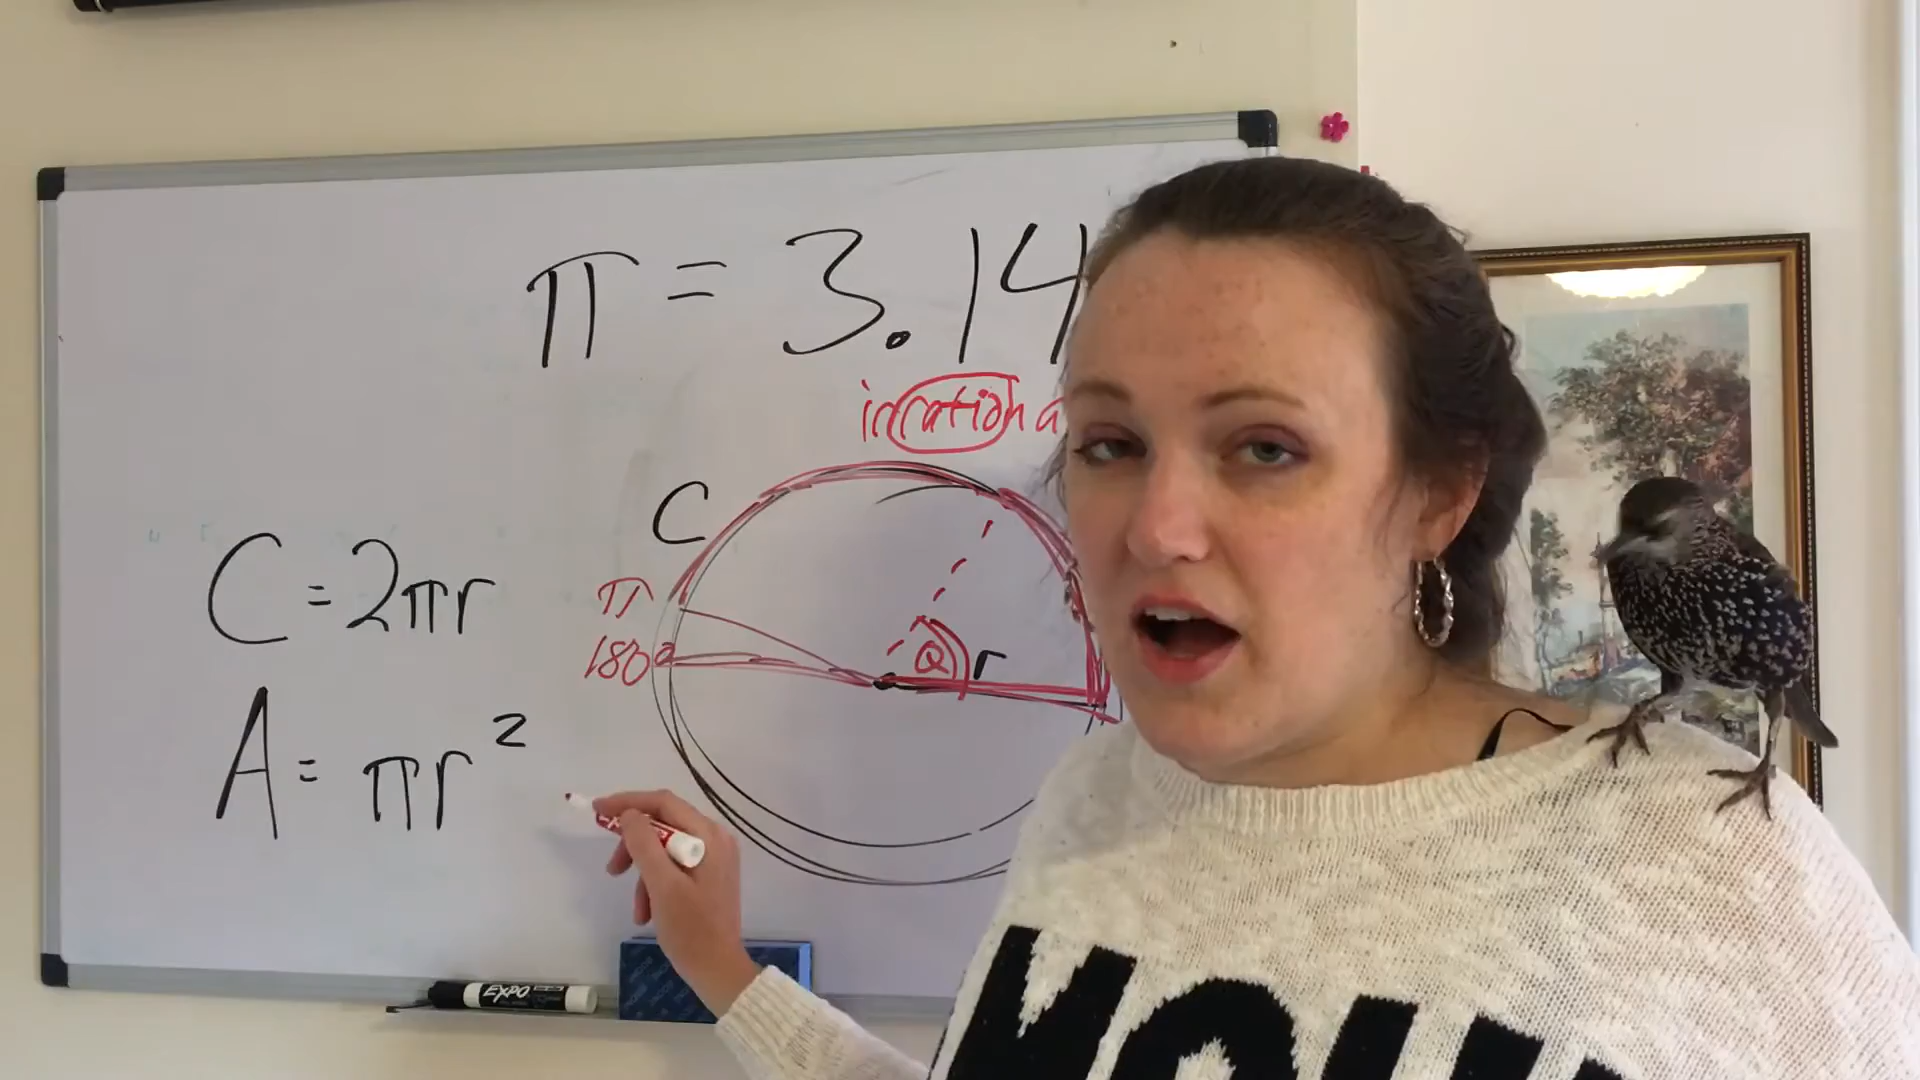 π = 3.14
irrationa
C
C = 2πr
π
180°
r
A = πr²
EXPO